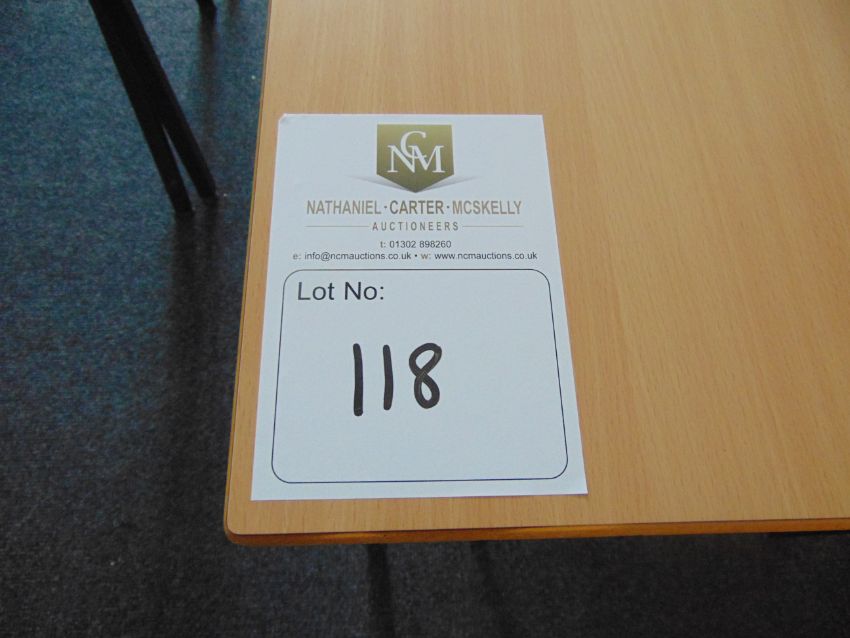 NCM
NATHANIEL · CARTER · MCSKELLY
AUCTIONEERS
t: 01302 898260
e: info@ncmauctions.co.uk • w: www.ncmauctions.co.uk
Lot No:
118